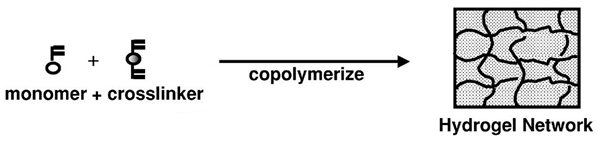 +
copolymerize
monomer + crosslinker
Hydrogel Network